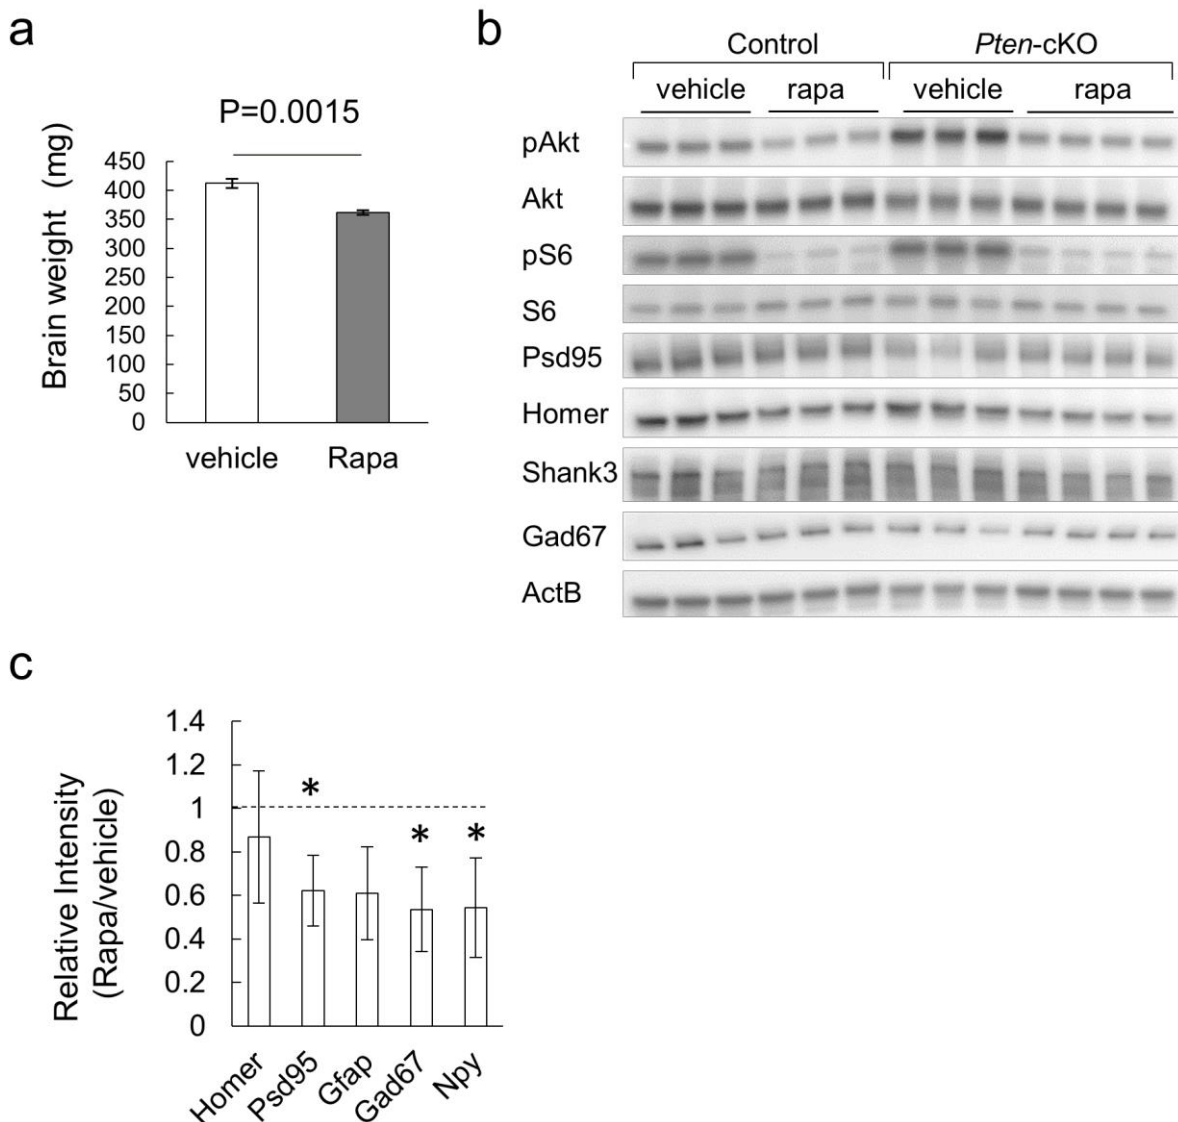 a
P=0.0015
Brain weight (mg)
450
400
350
300
250
200
150
100
50
0
vehicle
Rapa
b
Control
Pten-cKO
vehicle
rapa
vehicle
rapa
pAkt
Akt
pS6
S6
Psd95
Homer
Shank3
Gad67
ActB
c
Relative Intensity
(Rapa/vehicle)
1.4
1.2
1
0.8
0.6
0.4
0.2
0
*
*
*
Homer
Psd95
Gfap
Gad67
Npy